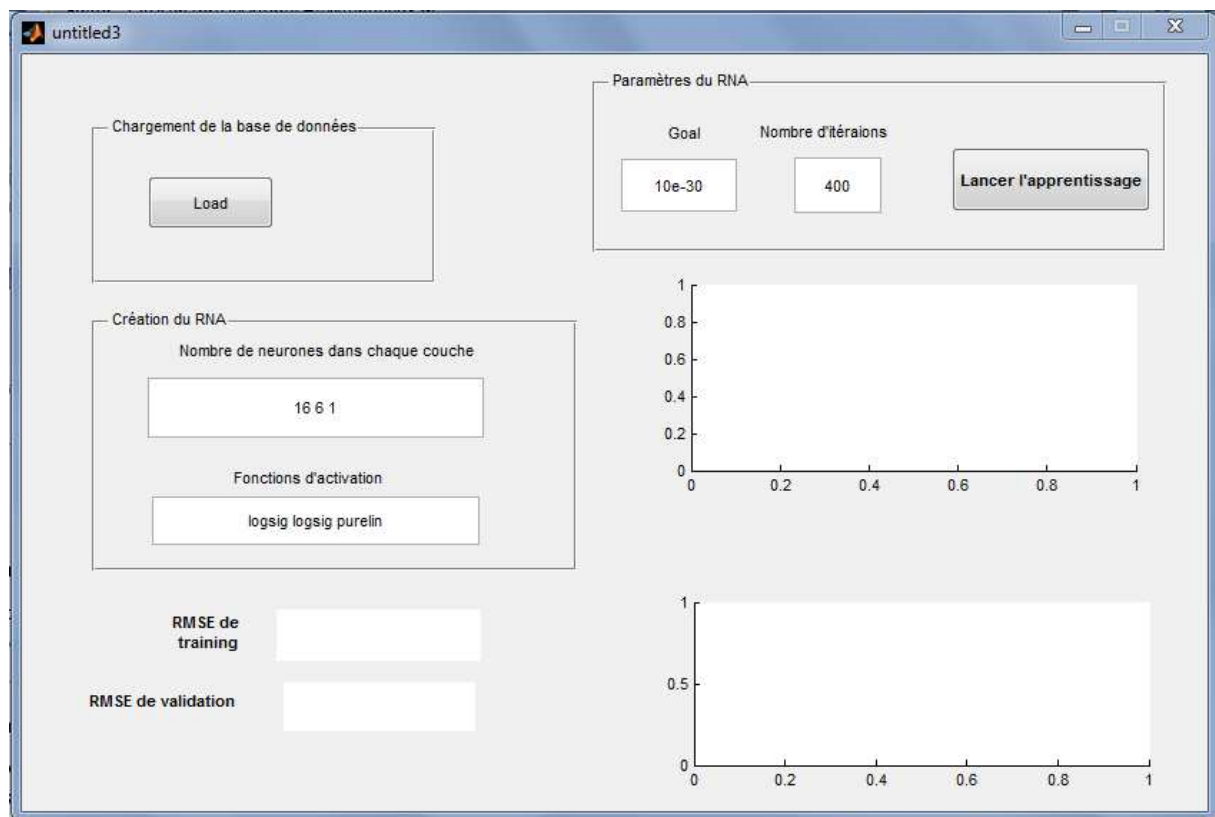 untitled3
Chargement de la base de données
Load
Paramètres du RNA
Goal
Nombre d'itéraions
10e-30
400
Lancer l'apprentissage
Création du RNA
Nombre de neurones dans chaque couche
16 6 1
Fonctions d'activation
logsig logsig purelin
RMSE de
training
RMSE de validation
1
0.8
0.6
0.4
0.2
0
0 0.2 0.4 0.6 0.8 1
1
0.5
0
0 0.2 0.4 0.6 0.8 1